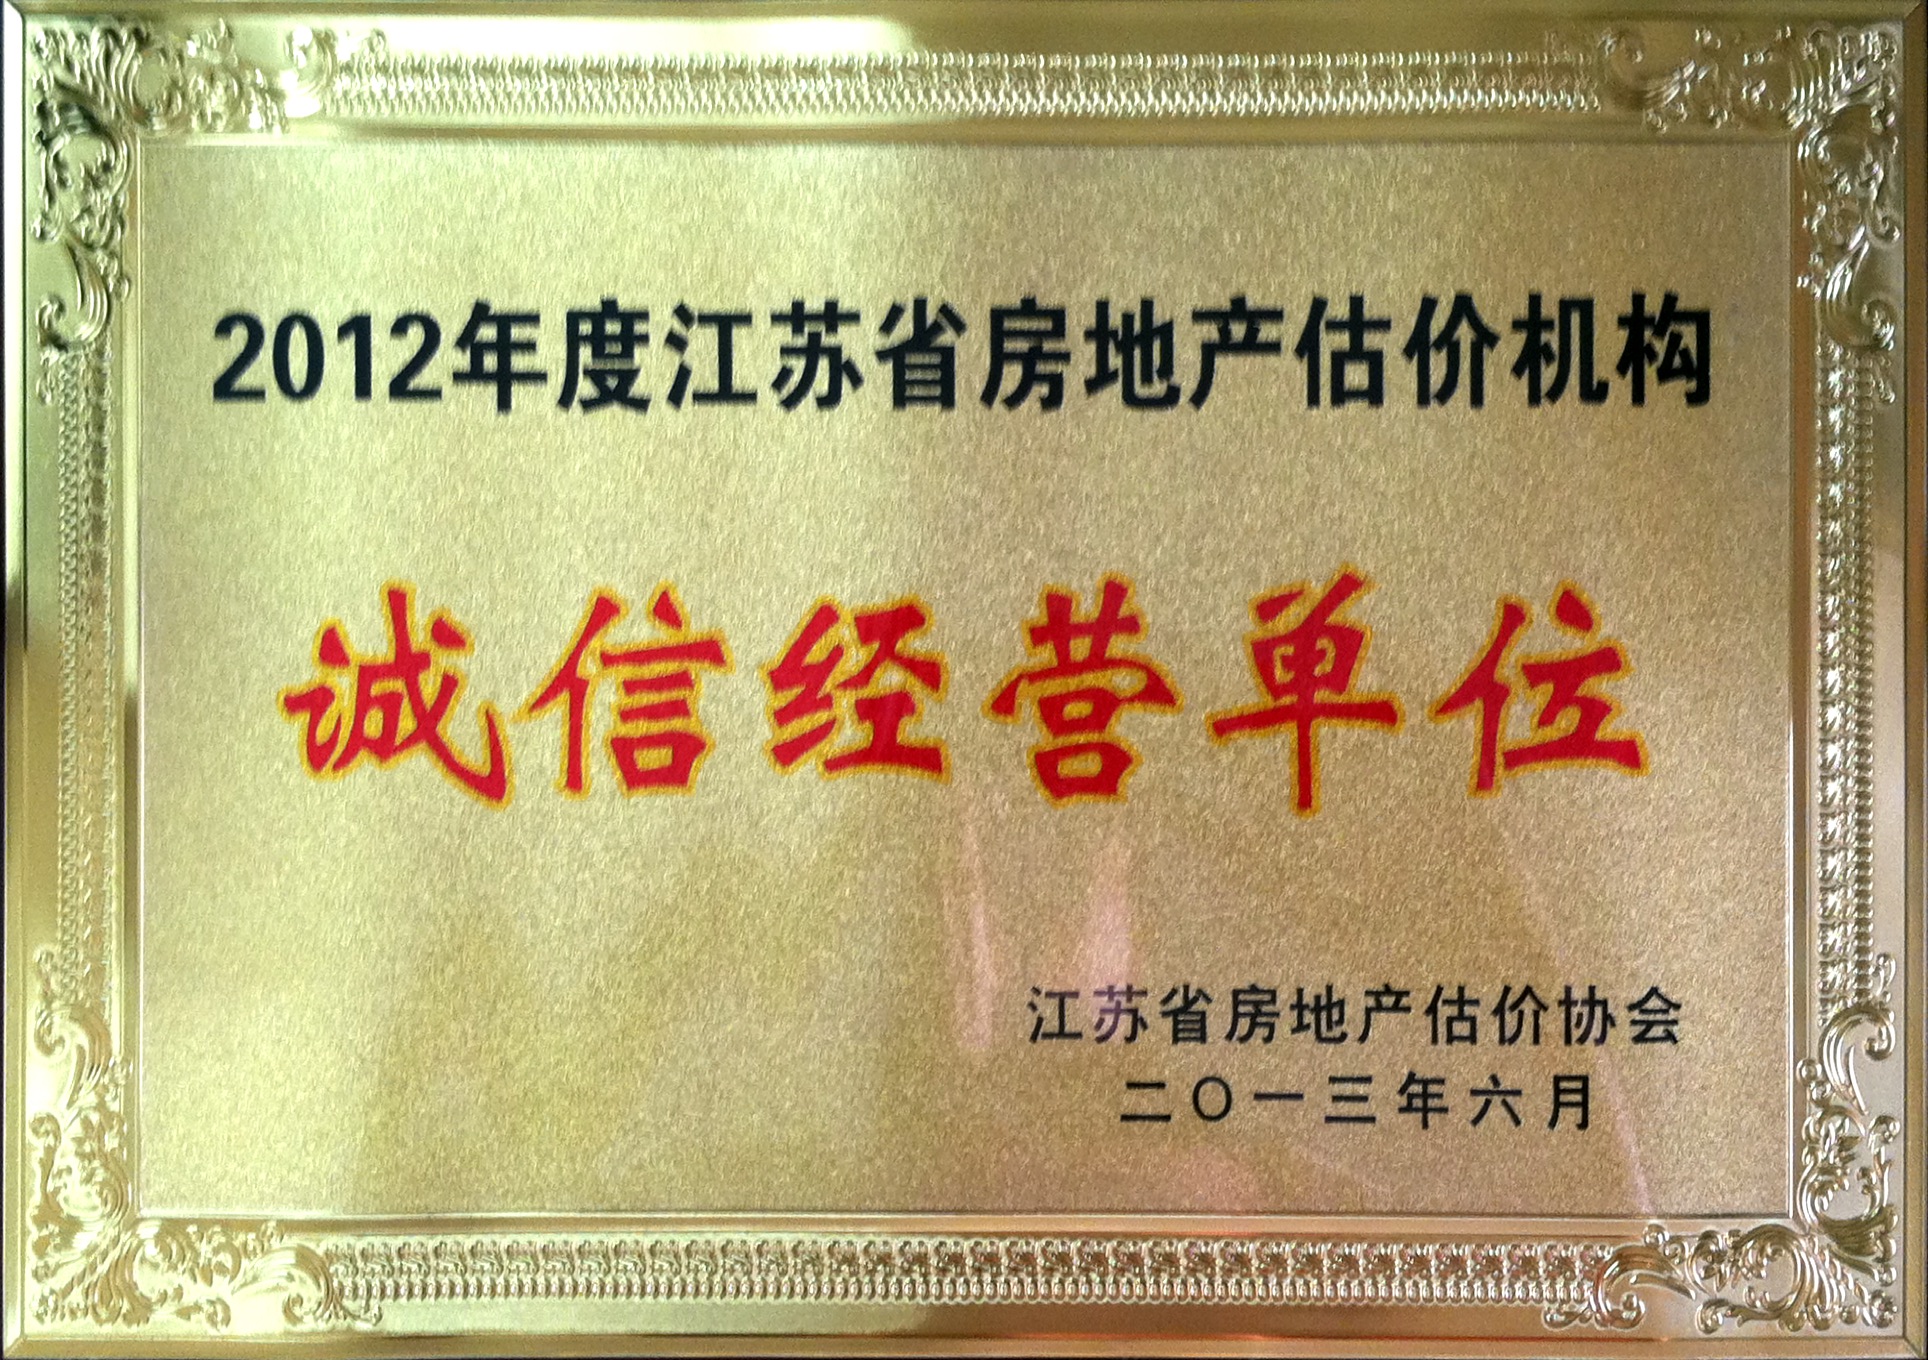 2012年度江苏省房地产估价机构
诚信经营单位
江苏省房地产估价协会
二〇一三年六月